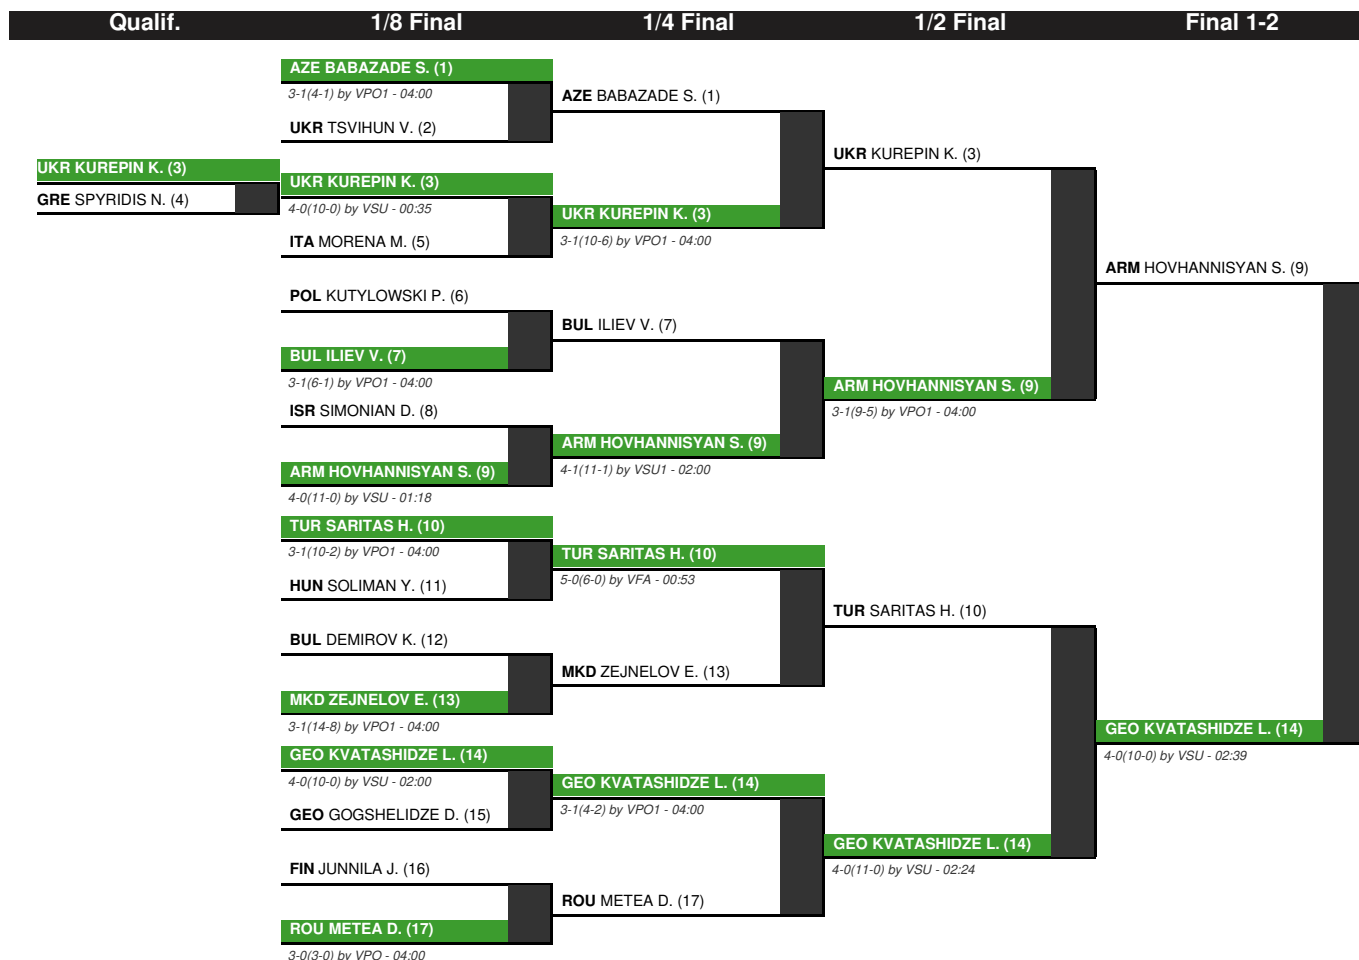 Qualif.
1/8 Final
1/4 Final
1/2 Final
Final 1-2
UKR KUREPIN K. (3)
GRE SPYRIDIS N. (4)
AZE BABAZADE S. (1)
3-1(4-1) by VPO1 - 04:00
UKR TSVIHUN V. (2)
UKR KUREPIN K. (3)
4-0(10-0) by VSU - 00:35
ITA MORENA M. (5)
POL KUTYLOWSKI P. (6)
BUL ILIEV V. (7)
3-1(6-1) by VPO1 - 04:00
ISR SIMONIAN D. (8)
ARM HOVHANNISYAN S. (9)
4-0(11-0) by VSU - 01:18
TUR SARITAS H. (10)
3-1(10-2) by VPO1 - 04:00
HUN SOLIMAN Y. (11)
BUL DEMIROV K. (12)
MKD ZEJNELOV E. (13)
3-1(14-8) by VPO1 - 04:00
GEO KVATASHIDZE L. (14)
4-0(10-0) by VSU - 02:00
GEO GOGSHELIDZE D. (15)
FIN JUNNILA J. (16)
ROU METEA D. (17)
3-0(3-0) by VPO - 04:00
AZE BABAZADE S. (1)
UKR KUREPIN K. (3)
3-1(10-6) by VPO1 - 04:00
BUL ILIEV V. (7)
ARM HOVHANNISYAN S. (9)
4-1(11-1) by VSU1 - 02:00
TUR SARITAS H. (10)
5-0(6-0) by VFA - 00:53
MKD ZEJNELOV E. (13)
GEO KVATASHIDZE L. (14)
3-1(4-2) by VPO1 - 04:00
ROU METEA D. (17)
UKR KUREPIN K. (3)
ARM HOVHANNISYAN S. (9)
3-1(9-5) by VPO1 - 04:00
TUR SARITAS H. (10)
GEO KVATASHIDZE L. (14)
4-0(11-0) by VSU - 02:24
ARM HOVHANNISYAN S. (9)
GEO KVATASHIDZE L. (14)
4-0(10-0) by VSU - 02:39